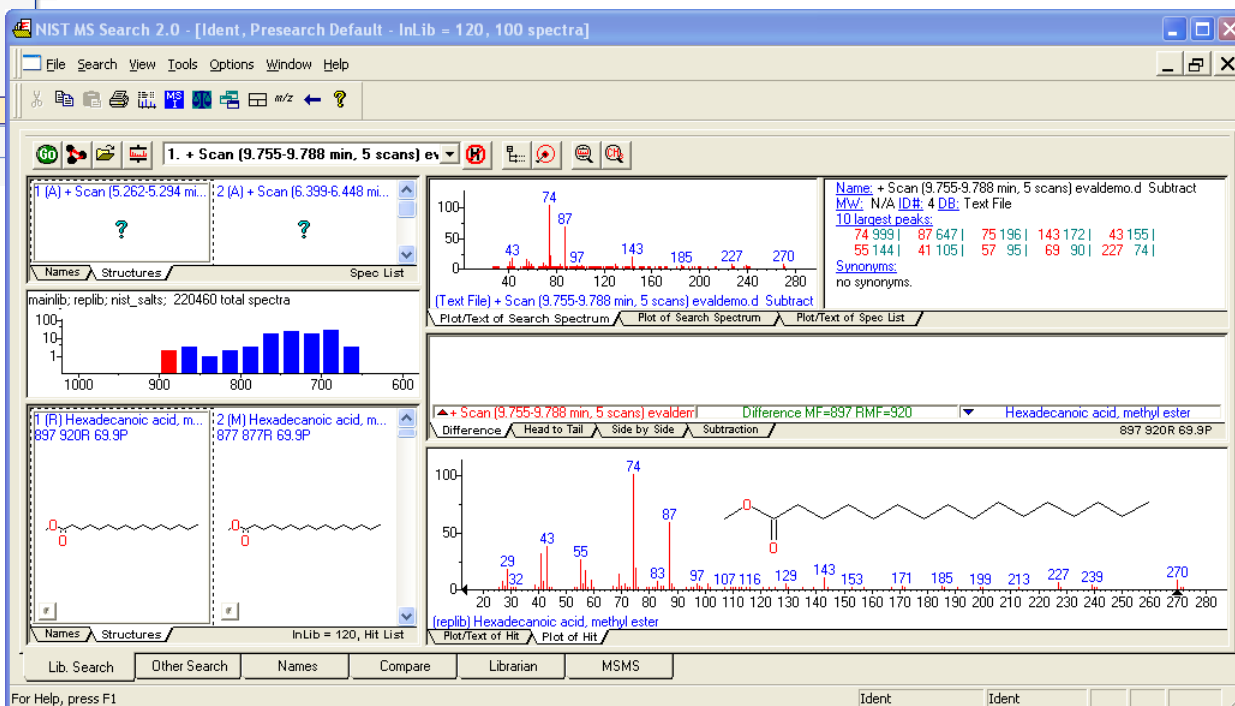 NIST MS Search 2.0 - [Ident, Presearch Default - InLib = 120, 100 spectra]
File Search View Tools Options Window Help
m/z
Go
1. + Scan (9.755-9.788 min, 5 scans) ev
1 (A) + Scan (5.262-5.294 mi...
2 (A) + Scan (6.399-6.448 mi...
?
?
Names Structures Spec List
mainlib; replib; nist_salts; 220460 total spectra
100
10
1
1000 900 800 700 600
1 (R) Hexadecanoic acid, m...
897 920R 69.9P
2 (M) Hexadecanoic acid, m...
877 877R 69.9P
O
O
O
O
Names Structures InLib = 120, Hit List
100
50
0
74
87
43 97 143 185 227 270
40 80 120 160 200 240 280
(Text File) + Scan (9.755-9.788 min, 5 scans) evaldemo.d Subtract
Plot/Text of Search Spectrum Plot of Search Spectrum Plot/Text of Spec List
Name: + Scan (9.755-9.788 min, 5 scans) evaldemo.d Subtract
MW: N/A ID#: 4 DB: Text File
10 largest peaks:
74 999 | 87 647 | 75 196 | 143 172 | 43 155 |
55 144 | 41 105 | 57 95 | 69 90 | 227 74 |
Synonyms:
no synonyms.
+ Scan (9.755-9.788 min, 5 scans) evalden Difference MF=897 RMF=920 Hexadecanoic acid, methyl ester
Difference Head to Tail Side by Side Subtraction 897 920R 69.9P
100
50
0
74
87
43
55
29
32 83 97 107 116 129 143 153 171 185 199 213 227 239 270
O
O
20 30 40 50 60 70 80 90 100 110 120 130 140 150 160 170 180 190 200 210 220 230 240 250 260 270 280
(replib) Hexadecanoic acid, methyl ester
Plot/Text of Hit Plot of Hit
Lib. Search Other Search Names Compare Librarian MSMS
For Help, press F1 Ident Ident